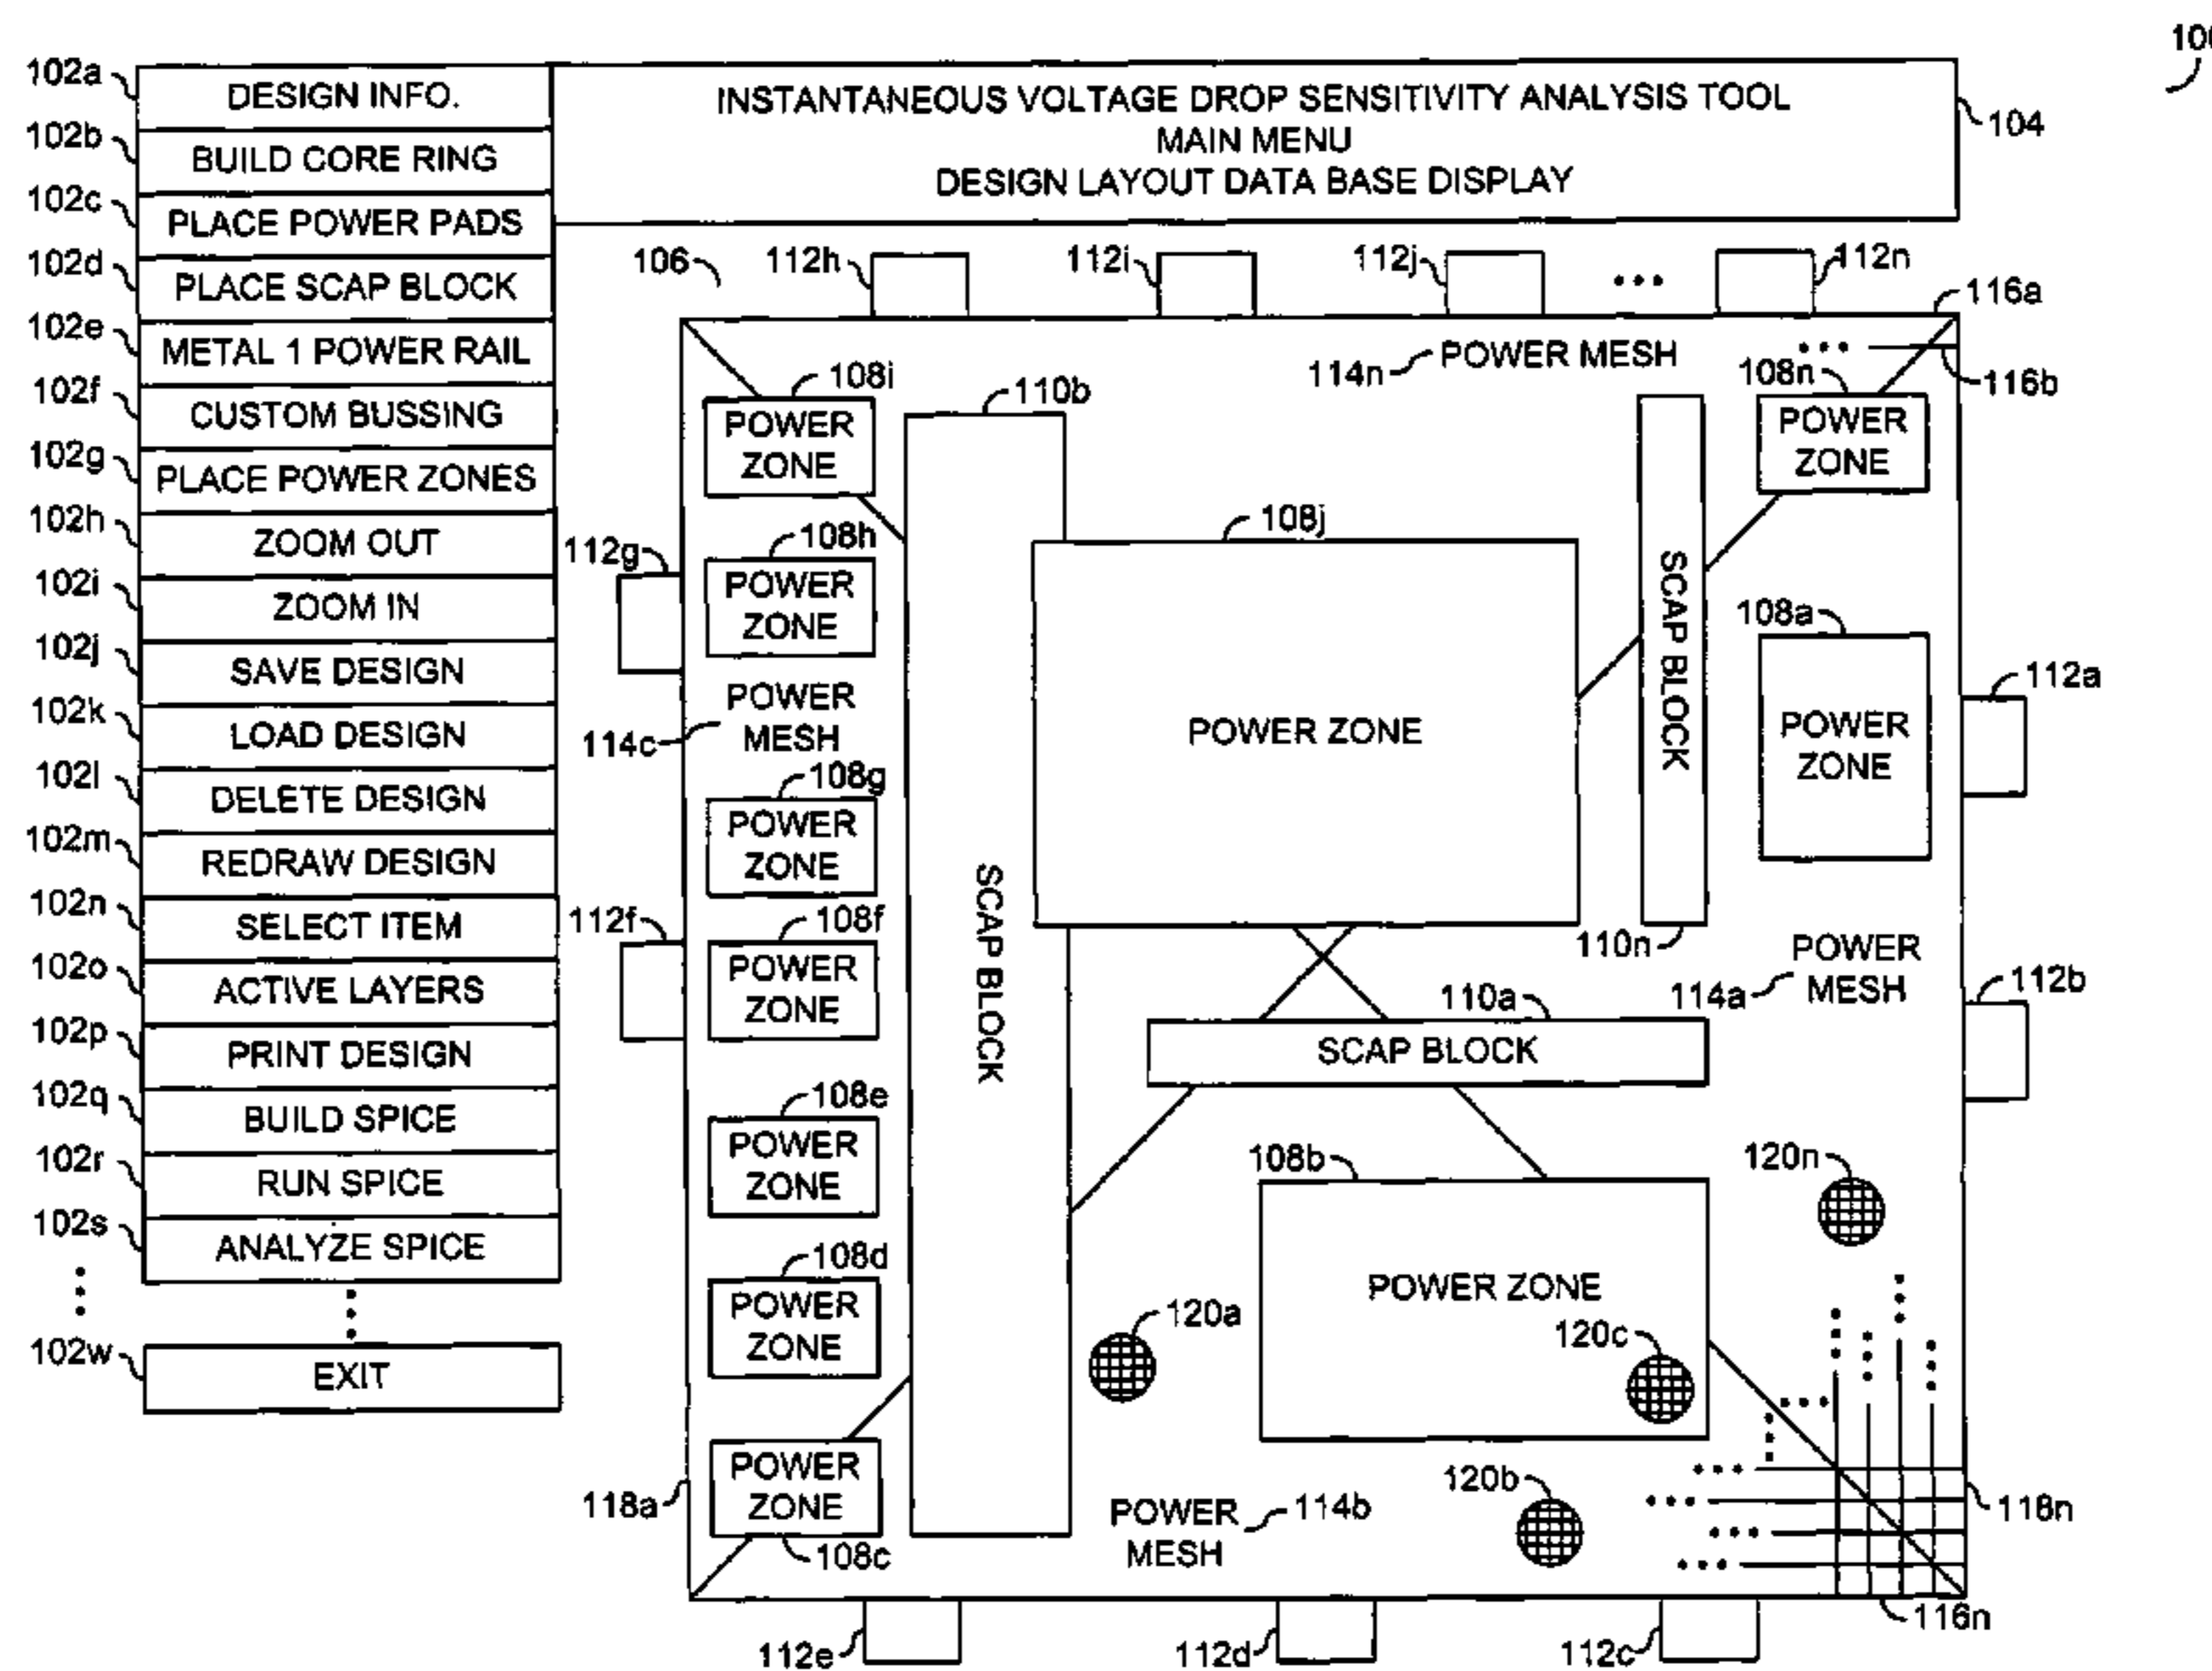 100
102a DESIGN INFO.
102b BUILD CORE RING
102c PLACE POWER PADS
102d PLACE SCAP BLOCK
102e METAL 1 POWER RAIL
102f CUSTOM BUSSING
102g PLACE POWER ZONES
102h ZOOM OUT
102i ZOOM IN
102j SAVE DESIGN
102k LOAD DESIGN
102l DELETE DESIGN
102m REDRAW DESIGN
102n SELECT ITEM
102o ACTIVE LAYERS
102p PRINT DESIGN
102q BUILD SPICE
102r RUN SPICE
102s ANALYZE SPICE
102w EXIT
INSTANTANEOUS VOLTAGE DROP SENSITIVITY ANALYSIS TOOL
MAIN MENU
DESIGN LAYOUT DATA BASE DISPLAY
104
106 112h 112i 112j ... 112n
116a
114n POWER MESH ...
116b
108i
POWER
ZONE
110b
SCAP BLOCK
108n
POWER
ZONE
108h
POWER
ZONE
112g
108j
POWER ZONE
SCAP BLOCK
110n
108a
POWER
ZONE
112a
114c
POWER
MESH
108g
POWER
ZONE
112f
108f
POWER
ZONE
POWER
MESH
114a
112b
110a
SCAP BLOCK
108e
POWER
ZONE
108b
POWER ZONE
120n
108d
POWER
ZONE
120a
120c
118a
POWER
ZONE
108c
POWER
MESH
114b
120b
118n
116n
112e 112d 112c